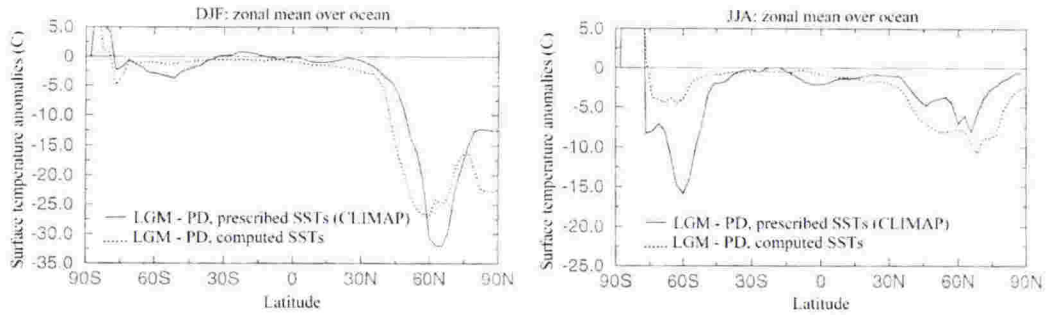 DJF: zonal mean over ocean
Surface temperature anomalies (C)
5.0
0
-5.0
-10.0
-15.0
-20.0
-25.0
-30.0
-35.0
LGM - PD, prescribed SSTs (CLIMAP)
LGM - PD, computed SSTs
90S 60S 30S 0 30N 60N 90N
Latitude
JJA: zonal mean over ocean
Surface temperature anomalies (C)
5.0
0
-5.0
-10.0
-15.0
-20.0
-25.0
LGM - PD, prescribed SSTs (CLIMAP)
LGM - PD, computed SSTs
90S 60S 30S 0 30N 60N 90N
Latitude